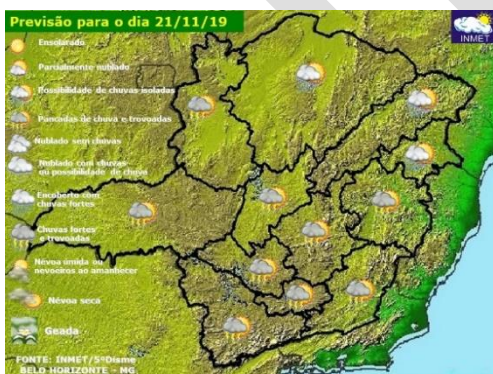 Previsão para o dia 21/11/19
INMET
Ensolarado
Parcialmente nublado
Possibilidade de chuvas isoladas
Pancadas de chuva e trovoadas
Nublado sem chuvas
Nublado com chuvas
ou possibilidade de chuva
Encoberto com
chuvas fortes
Chuvas fortes
e trovoadas
Névoa úmida ou
nevoeiros ao amanhecer
Névoa seca
Geada
FONTE: INMET/5ºDisme
BELO HORIZONTE - MG